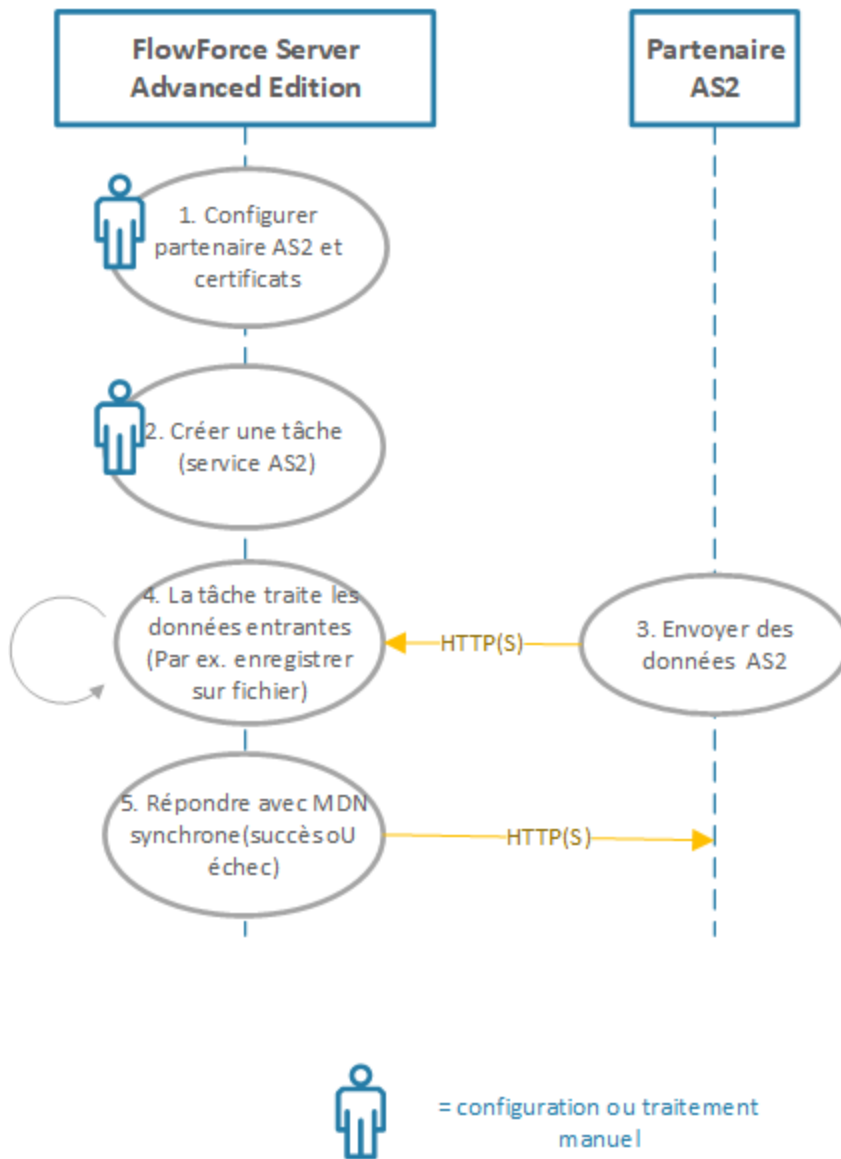 FlowForce Server
Advanced Edition
Partenaire
AS2
1. Configurer
partenaire AS2 et
certificats
2. Créer une tâche
(service AS2)
4. La tâche traite les
données entrantes
(Par ex. enregistrer
sur fichier)
HTTP(S)
3. Envoyer des
données AS2
5. Répondre avec MDN
synchrone(succès oU
échec)
HTTP(S)
= configuration ou traitement
manuel